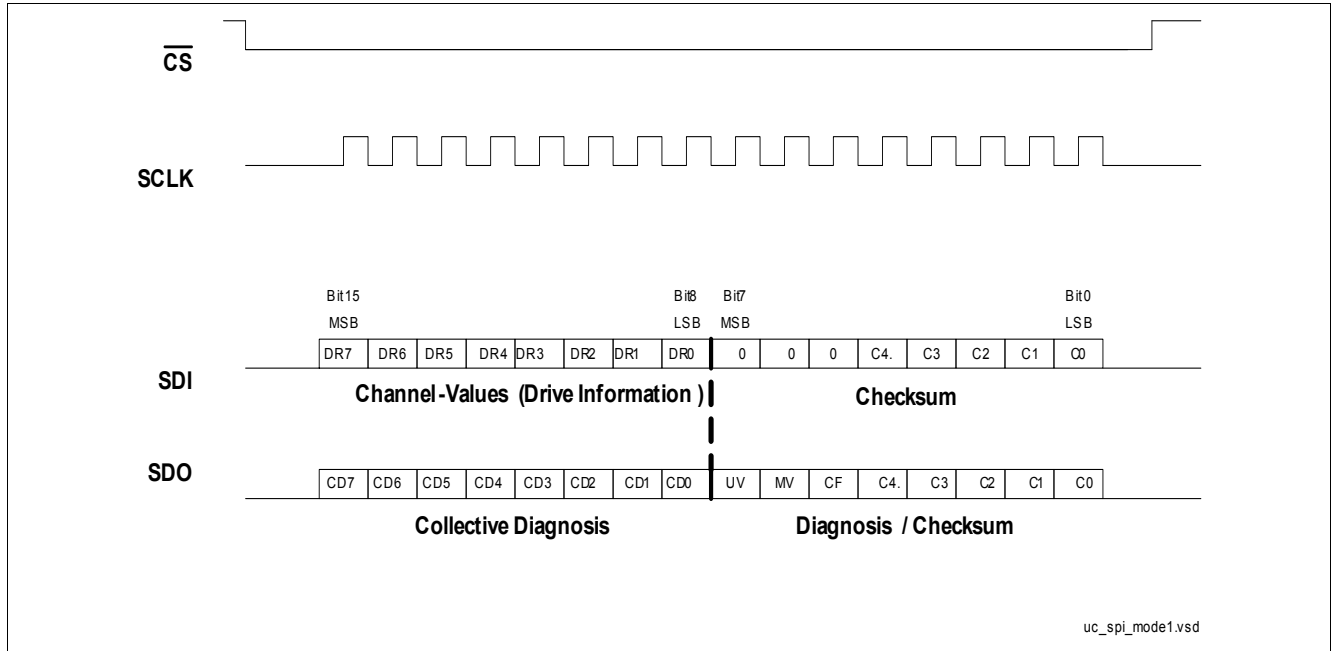 CS
SCLK
Bit15 Bit8 Bit7 Bit0
MSB LSB MSB LSB
SDI DR7 DR6 DR5 DR4 DR3 DR2 DR1 DR0 0 0 0 C4. C3 C2 C1 C0
Channel-Values (Drive Information) Checksum
SDO CD7 CD6 CD5 CD4 CD3 CD2 CD1 CD0 UV MV CF C4. C3 C2 C1 C0
Collective Diagnosis Diagnosis / Checksum
uc_spi_mode1.vsd